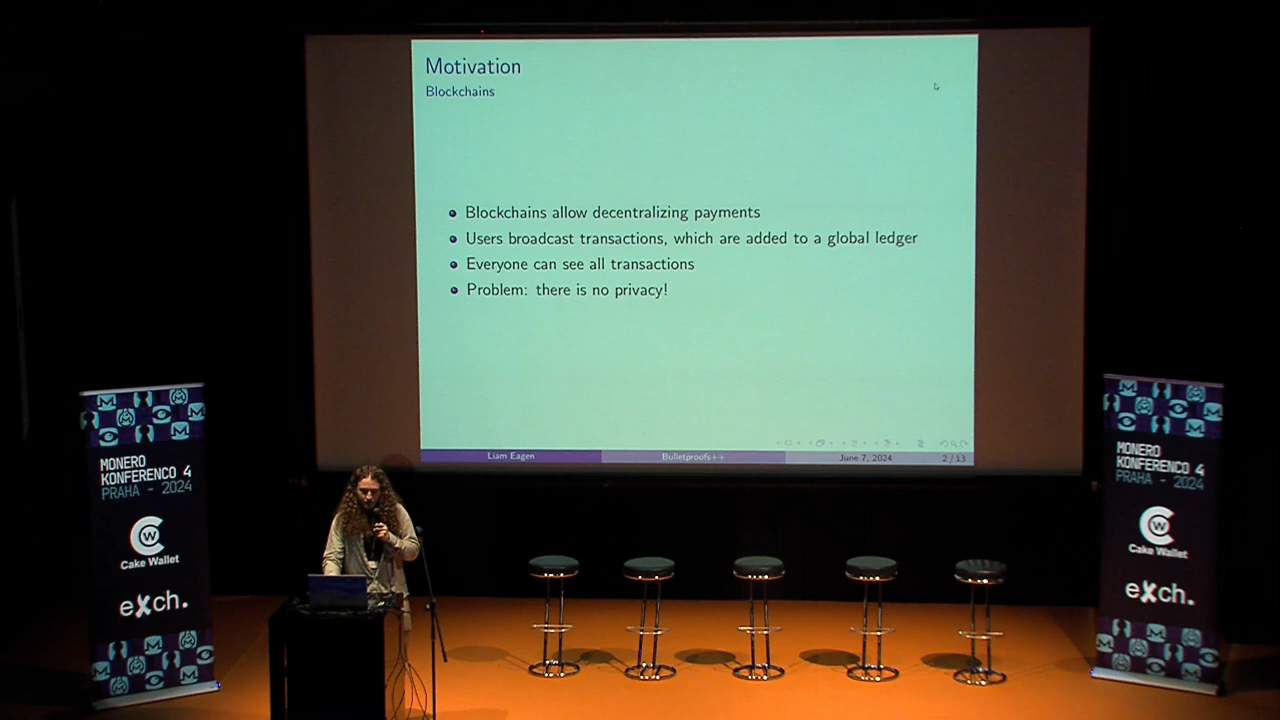 Motivation
Blockchains
Blockchains allow decentralizing payments
Users broadcast transactions, which are added to a global ledger
Everyone can see all transactions
Problem: there is no privacy!
Liam Eagen
Bulletproofs++
June 7, 2024
2 / 13
MONERO
KONFERENCO 4
PRAHA - 2024
CW
Cake Wallet
exch.
MONERO
KONFERENCO 4
PRAHA - 2024
CW
Cake Wallet
exch.